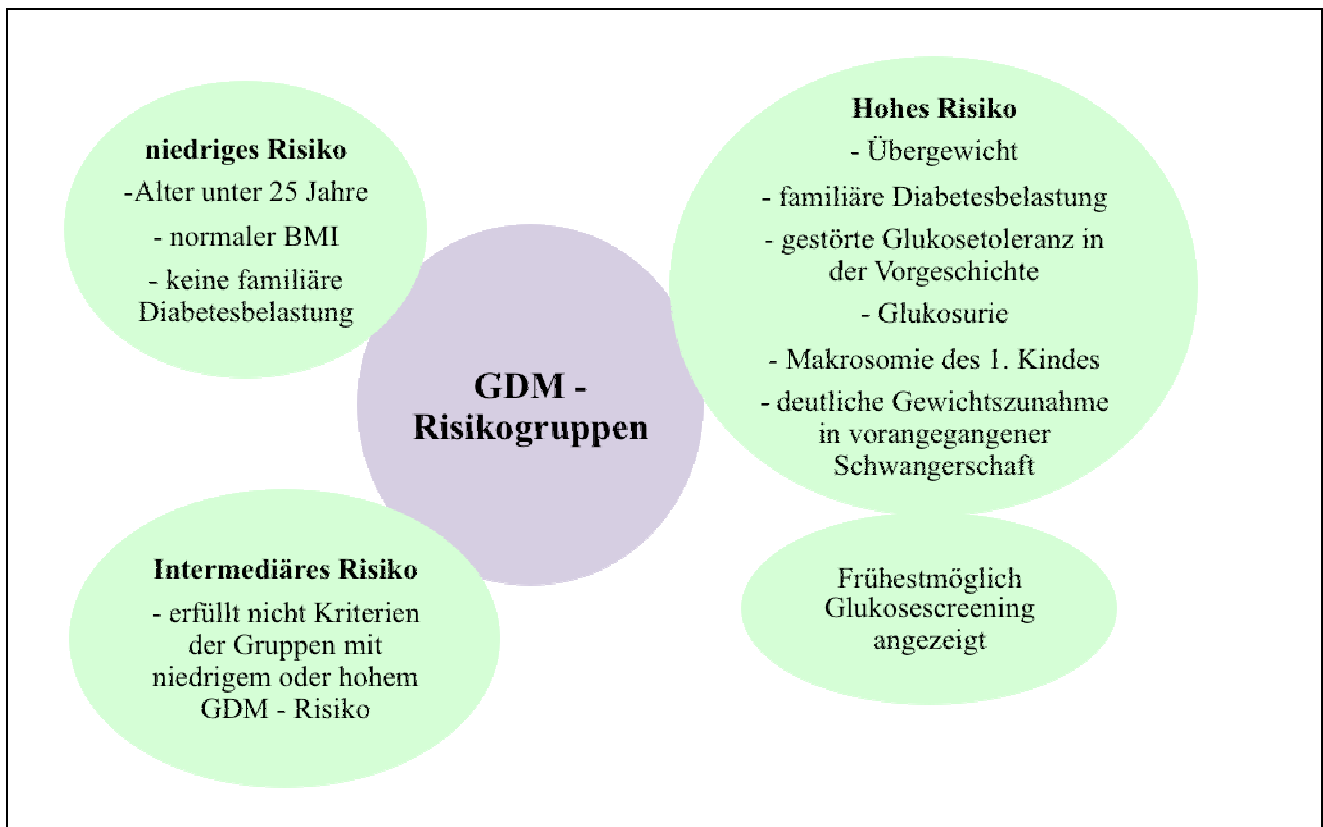 niedriges Risiko
-Alter unter 25 Jahre
- normaler BMI
- keine familiäre
Diabetesbelastung
Hohes Risiko
- Übergewicht
- familiäre Diabetesbelastung
- gestörte Glukosetoleranz in
der Vorgeschichte
- Glukosurie
- Makrosomie des 1. Kindes
- deutliche Gewichtszunahme
in vorangegangener
Schwangerschaft
GDM -
Risikogruppen
Intermediäres Risiko
- erfüllt nicht Kriterien
der Gruppen mit
niedrigem oder hohem
GDM - Risiko
Frühestmöglich
Glukosescreening
angezeigt